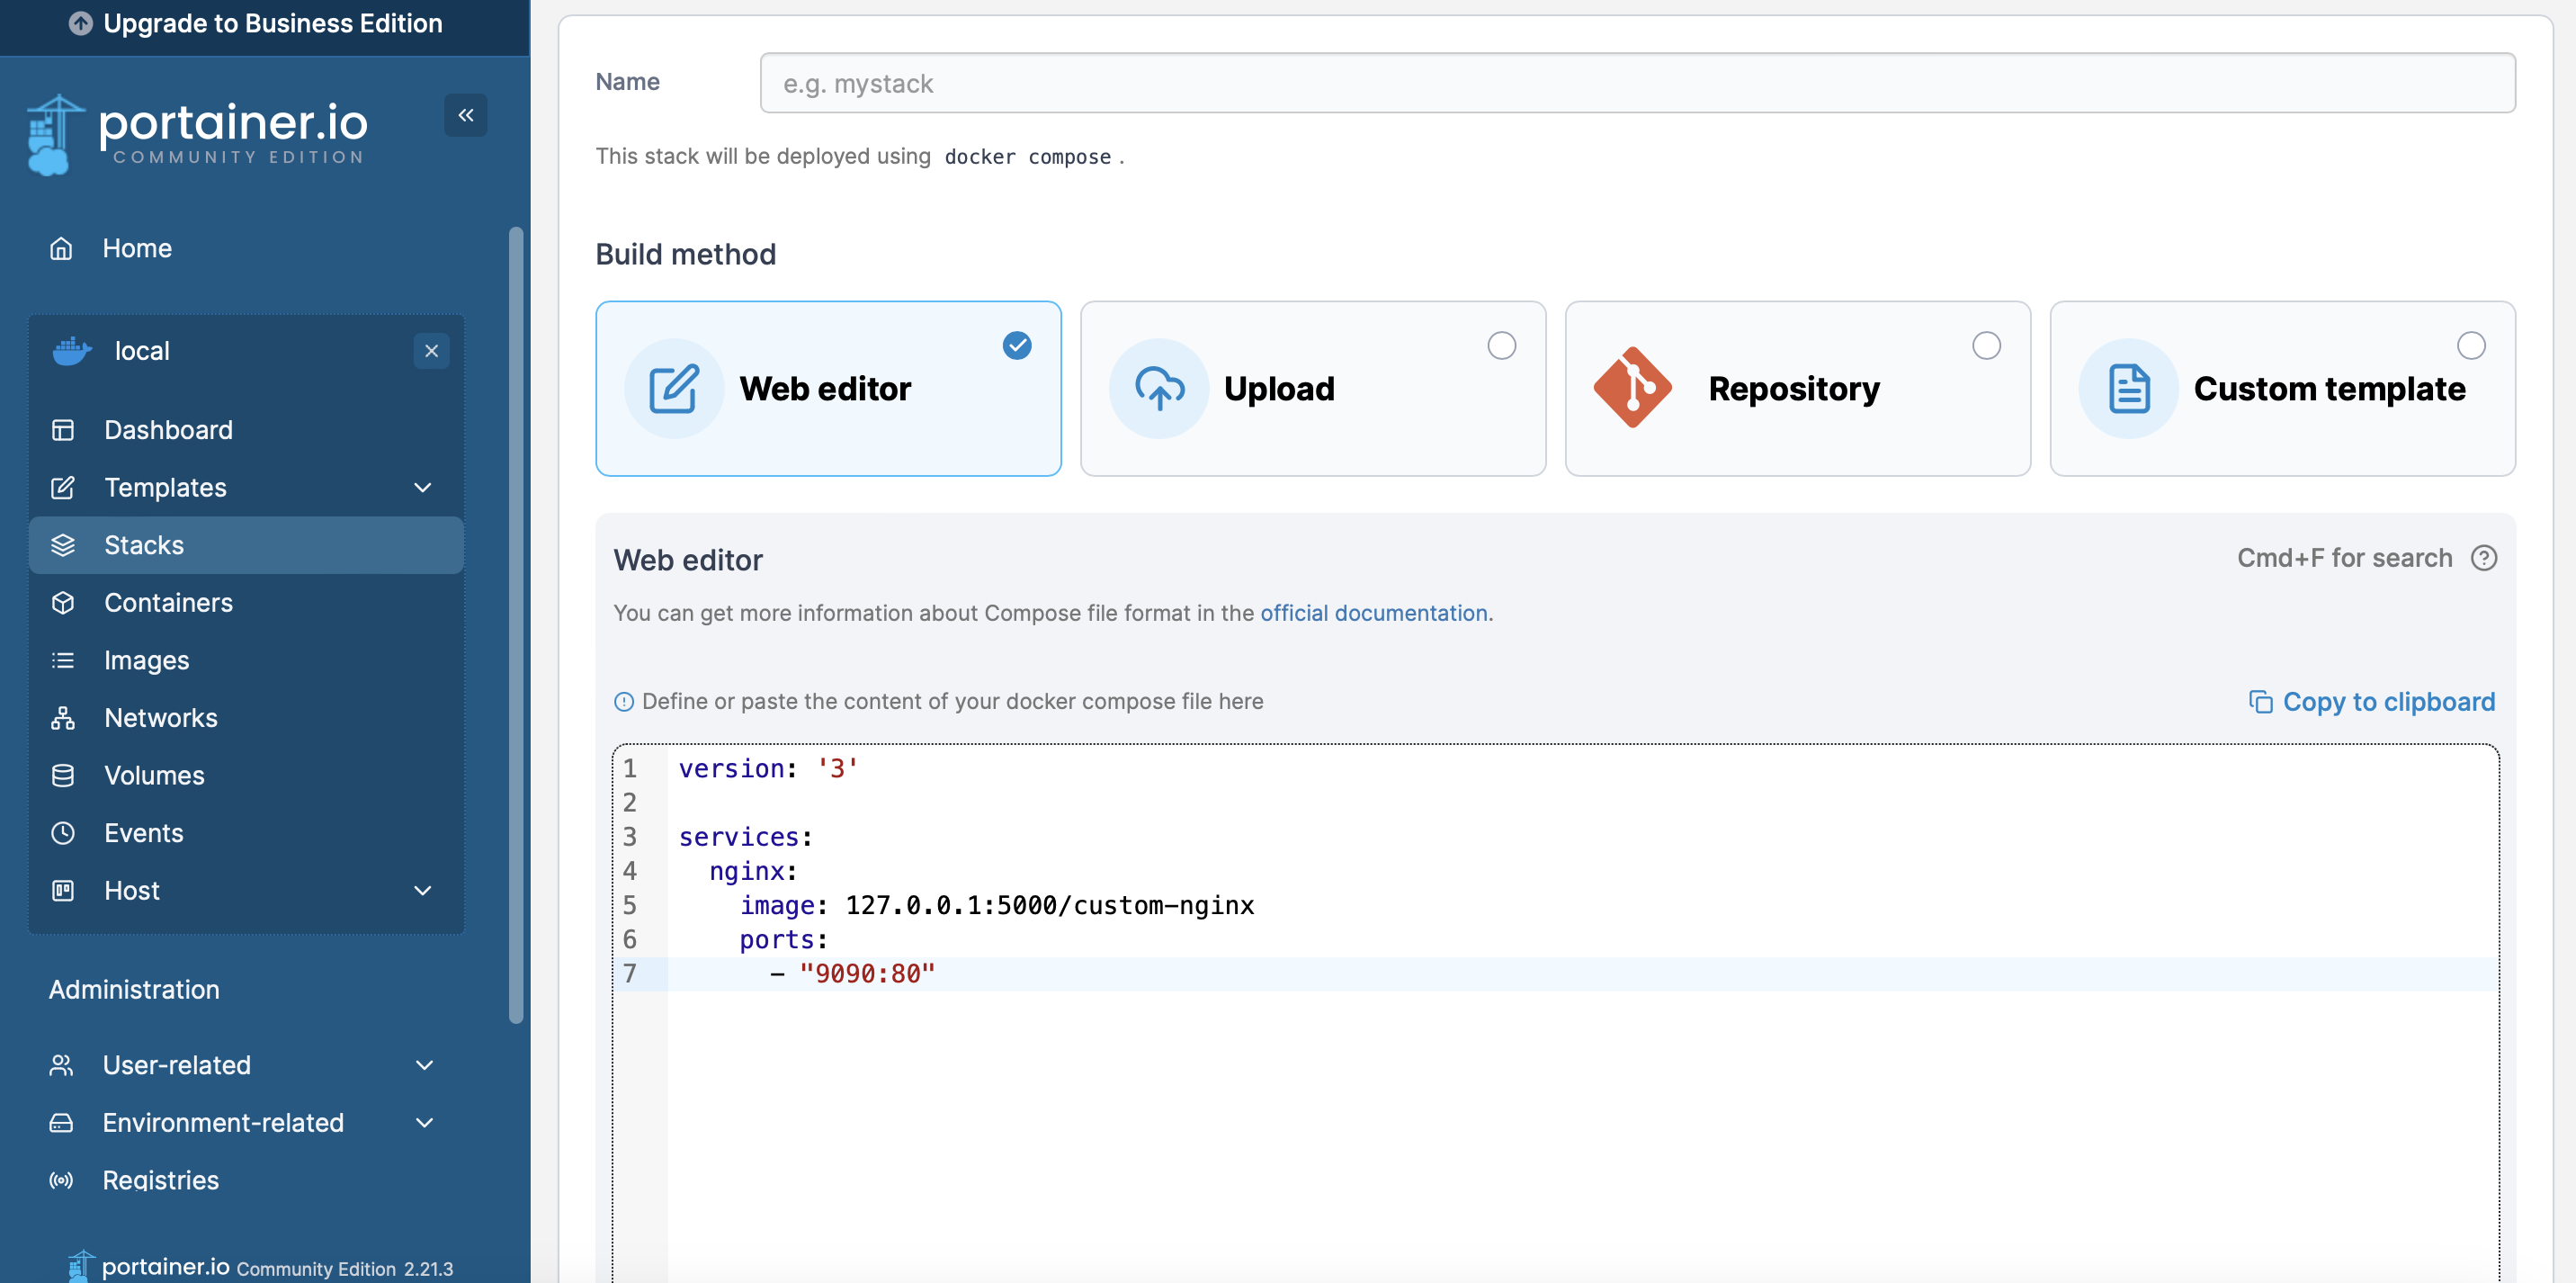 Upgrade to Business Edition
portainer.io
COMMUNITY EDITION
Home
local
Dashboard
Templates
Stacks
Containers
Images
Networks
Volumes
Events
Host
Administration
User-related
Environment-related
Registries
portainer.io Community Edition 2.21.3
Name
e.g. mystack
This stack will be deployed using docker compose .
Build method
Web editor
Upload
Repository
Custom template
Web editor
Cmd+F for search
You can get more information about Compose file format in the official documentation.
Define or paste the content of your docker compose file here
Copy to clipboard
1 version: '3'
2
3 services:
4   nginx:
5     image: 127.0.0.1:5000/custom-nginx
6     ports:
7       - "9090:80"